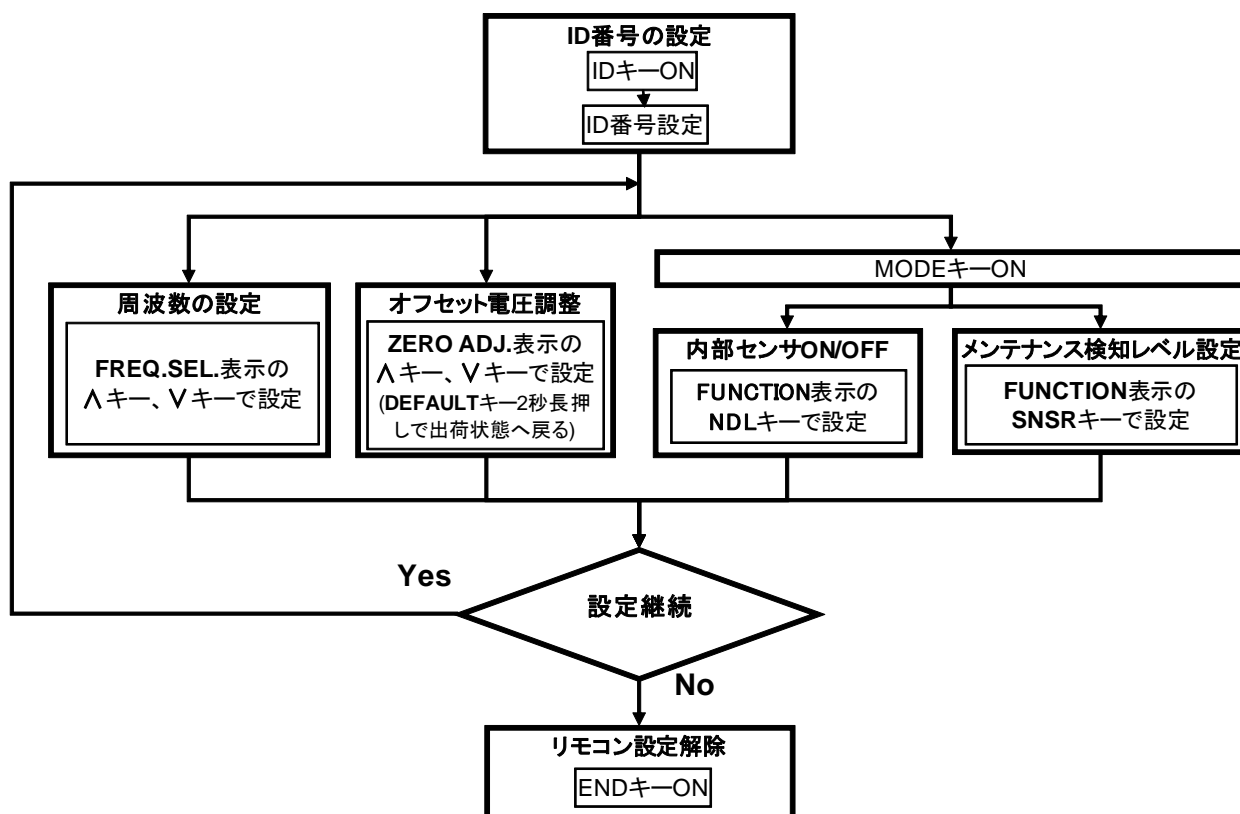 ID番号の設定
IDキーON
ID番号設定
MODEキーON
周波数の設定
FREQ.SEL.表示の
∧キー、∨キーで設定
オフセット電圧調整
ZERO ADJ.表示の
∧キー、∨キーで設定
(DEFAULTキー2秒長押
しで出荷状態へ戻る)
内部センサON/OFF
FUNCTION表示の
NDLキーで設定
メンテナンス検知レベル設定
FUNCTION表示の
SNSRキーで設定
Yes
設定継続
No
リモコン設定解除
ENDキーON